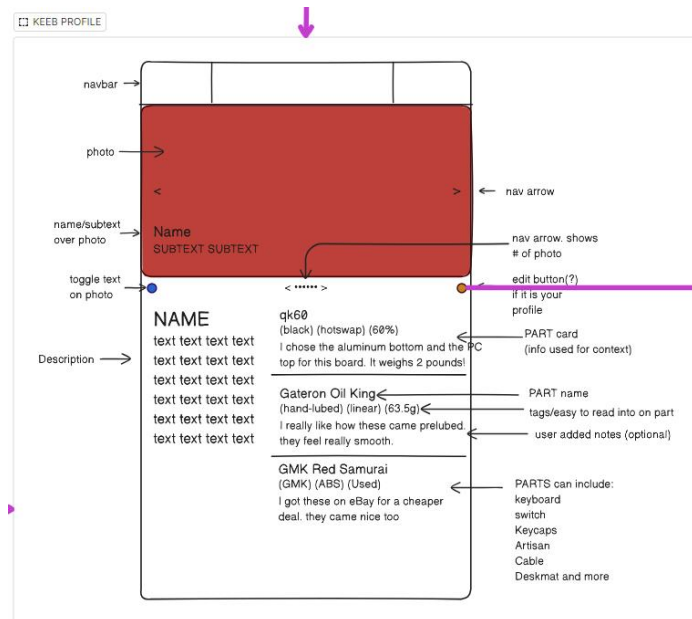 KEEB PROFILE
navbar
photo
<
>
nav arrow
name/subtext
over photo
Name
SUBTEXT SUBTEXT
nav arrow. shows
# of photo
toggle text
on photo
< •••••• >
edit button(?)
if it is your
profile
NAME
text text text text
text text text text
text text text text
text text text text
text text text text
text text text text
Description
qk60
(black) (hotswap) (60%)
I chose the aluminum bottom and the PC
top for this board. It weighs 2 pounds!
PART card
(info used for context)
Gateron Oil King
(hand-lubed) (linear) (63.5g)
I really like how these came prelubed.
they feel really smooth.
PART name
tags/easy to read into on part
user added notes (optional)
GMK Red Samurai
(GMK) (ABS) (Used)
I got these on eBay for a cheaper
deal. they came nice too
PARTS can include:
keyboard
switch
Keycaps
Artisan
Cable
Deskmat and more